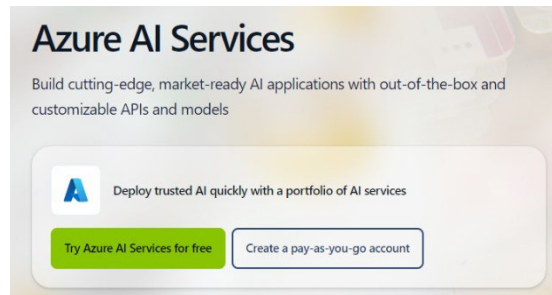 Azure AI Services
Build cutting-edge, market-ready AI applications with out-of-the-box and
customizable APIs and models
Deploy trusted AI quickly with a portfolio of AI services
Try Azure AI Services for free
Create a pay-as-you-go account